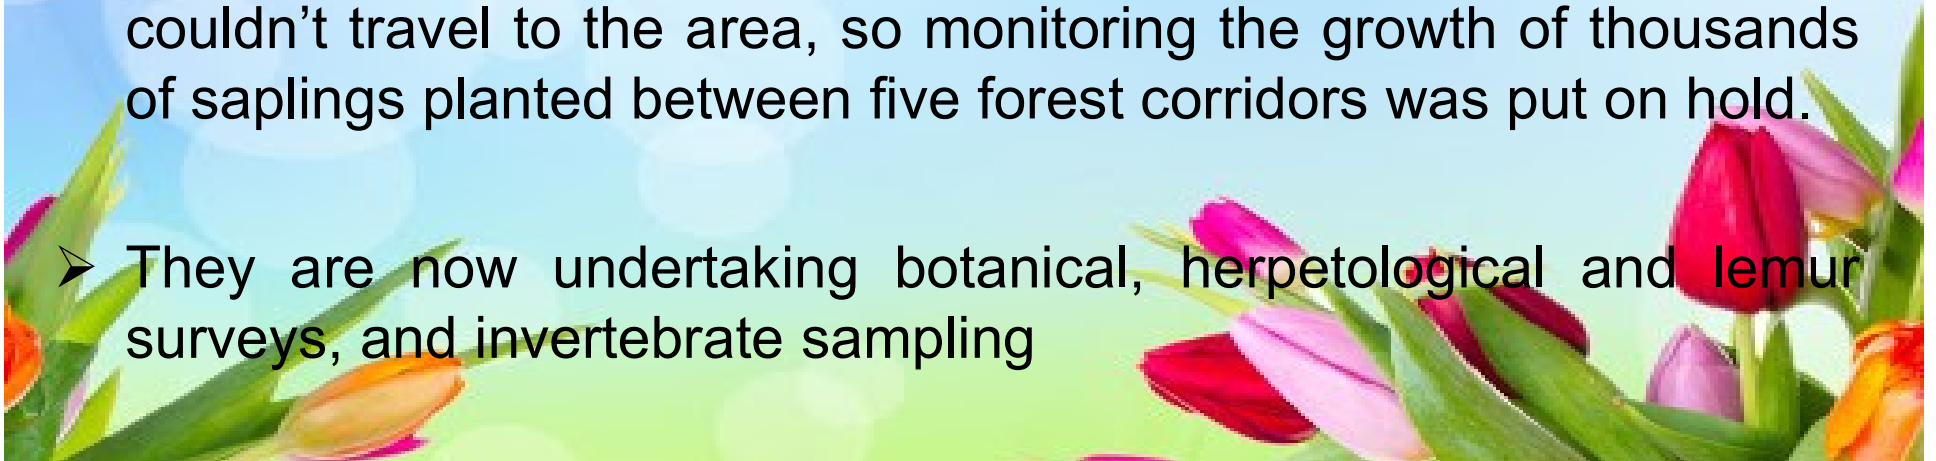 couldn’t travel to the area, so monitoring the growth of thousands
of saplings planted between five forest corridors was put on hold.
➢ They are now undertaking botanical, herpetological and lemur
surveys, and invertebrate sampling